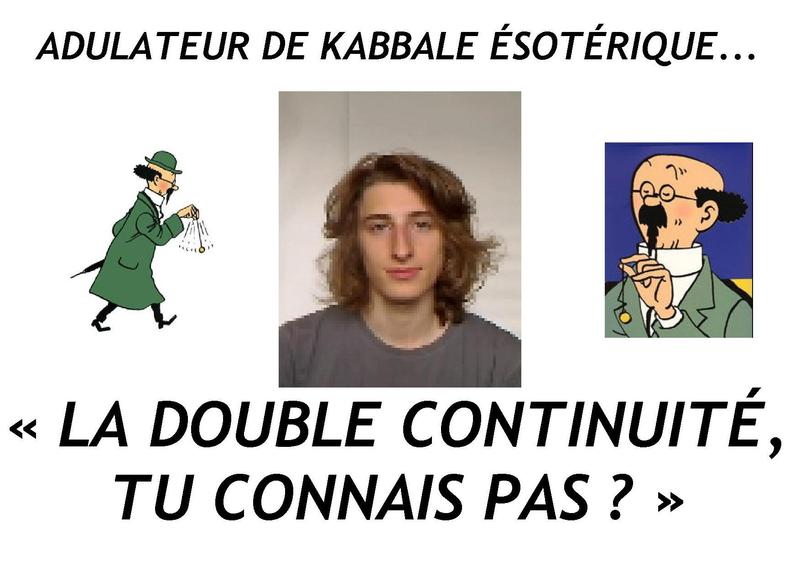 ADULATEUR DE KABBALE ÉSOTÉRIQUE...
« LA DOUBLE CONTINUITÉ,
TU CONNAIS PAS ? »